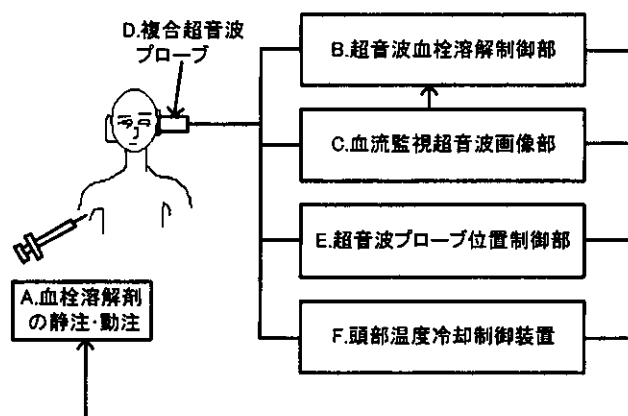 D.複合超音波
プローブ
B.超音波血栓溶解制御部
C.血流監視超音波画像部
E.超音波プローブ位置制御部
A.血栓溶解剤
の静注･動注
F.頭部温度冷却制御装置